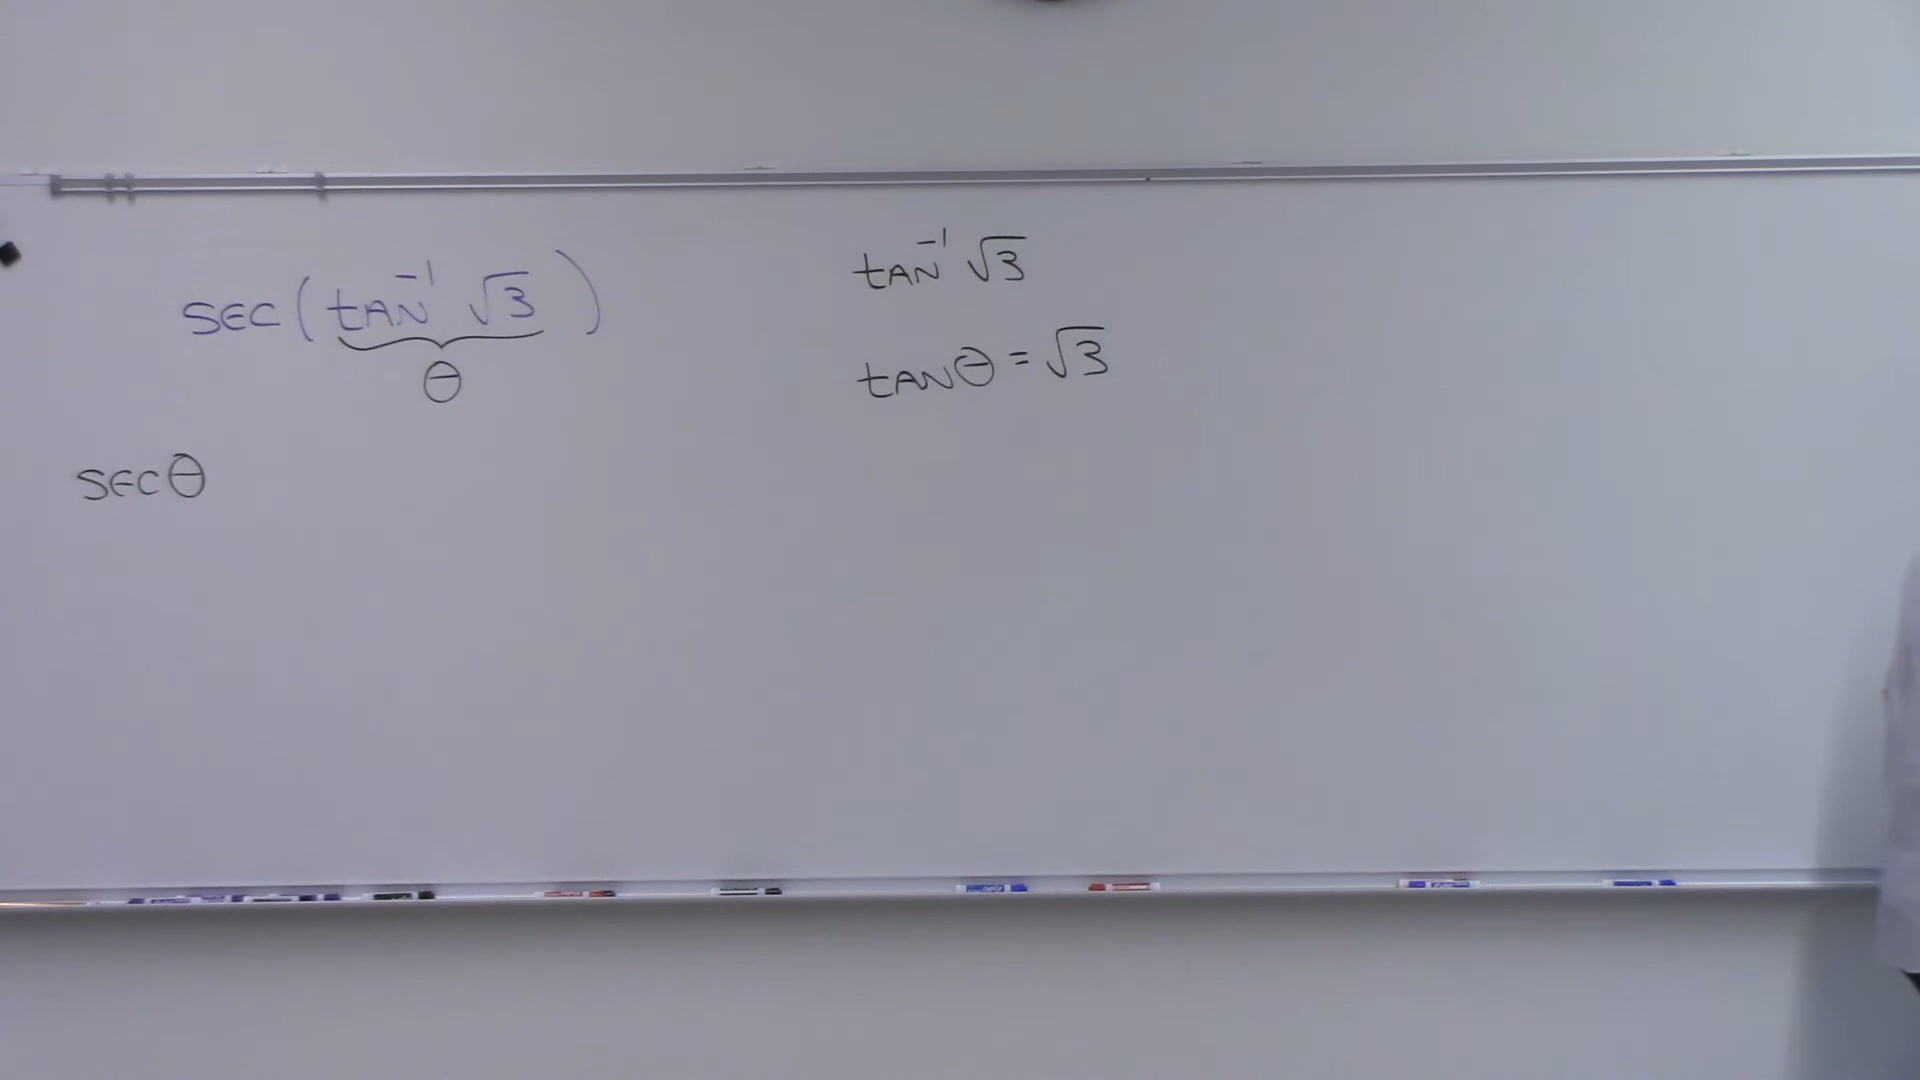 SEC(tAN⁻¹ √3)
θ
SECθ
tAN⁻¹ √3
tANθ = √3